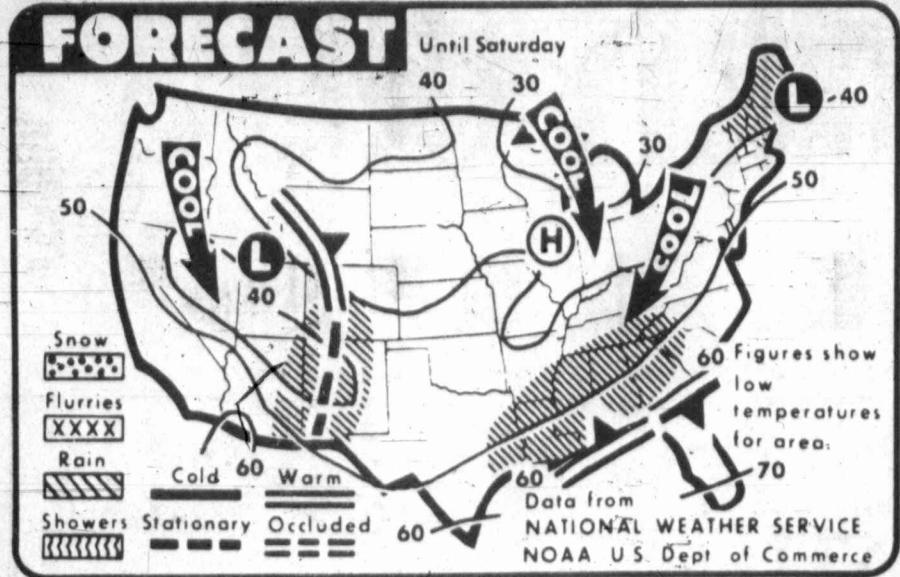 FORECAST
Until Saturday
40
30
L
40
COOL
30
COOL
COOL
50
50
H
L
40
Snow
60
Figures show
low
temperatures
for area.
Flurries
XXXX
Rain
60
Cold
Warm
60
70
Showers
Stationary
Occluded
60
Data from
NATIONAL WEATHER SERVICE
NOAA U.S. Dept of Commerce